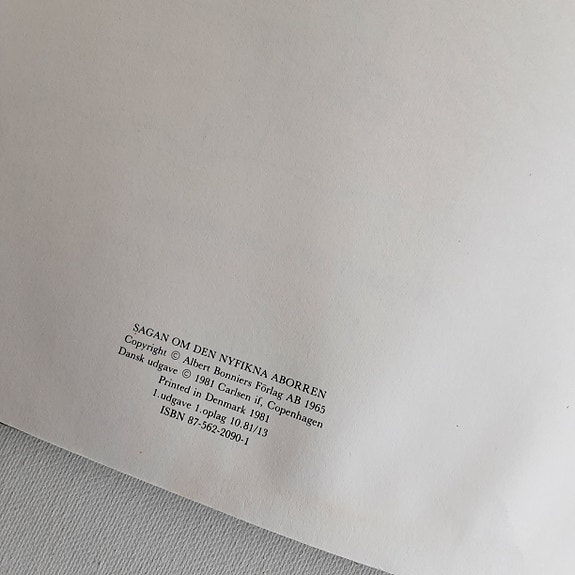 SAGAN OM DEN NYFIKNA ABORREN
Copyright © Albert Bonniers Förlag AB 1965
Dansk udgave © 1981 Carlsen if, Copenhagen
Printed in Denmark 1981
1.udgave 1.oplag 10.81/13
ISBN 87-562-2090-1